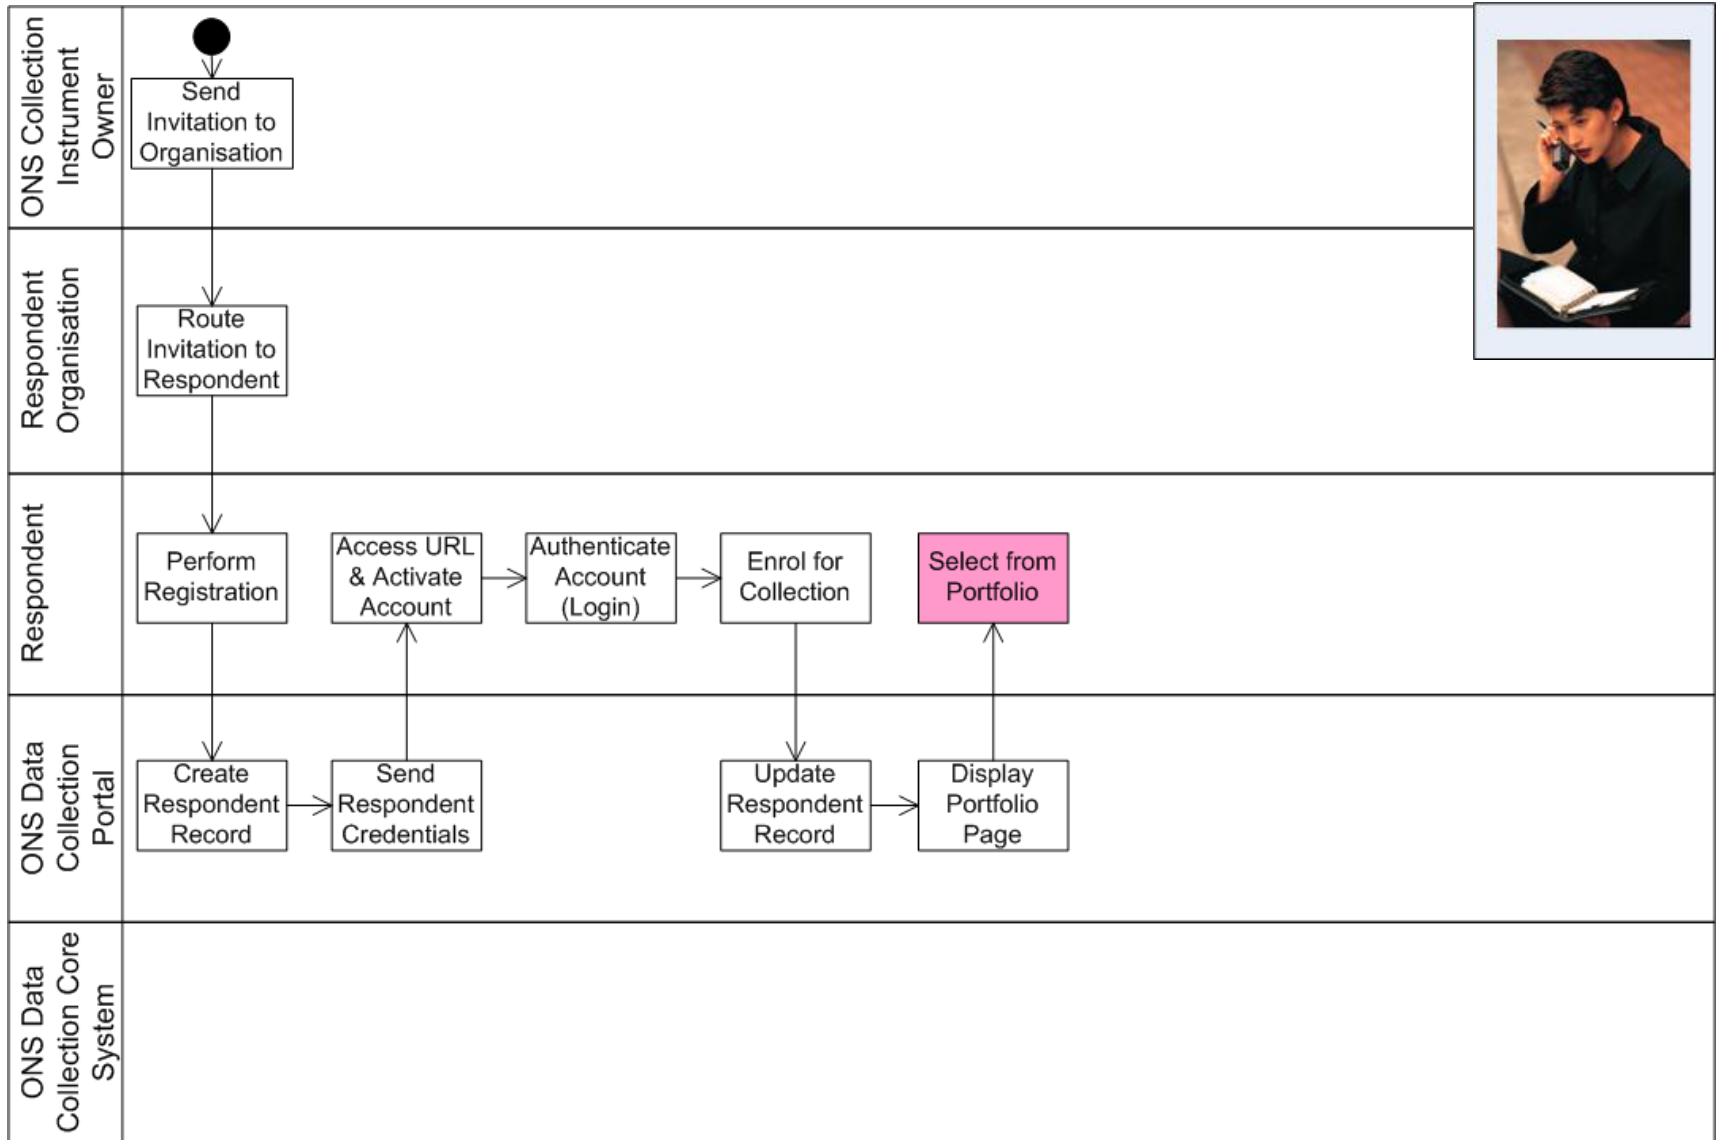 ONS Collection
Instrument
Owner
Send
Invitation to
Organisation
Respondent
Organisation
Route
Invitation to
Respondent
Respondent
Perform
Registration
Access URL
& Activate
Account
Authenticate
Account
(Login)
Enrol for
Collection
Select from
Portfolio
ONS Data
Collection
Portal
Create
Respondent
Record
Send
Respondent
Credentials
Update
Respondent
Record
Display
Portfolio
Page
ONS Data
Collection Core
System